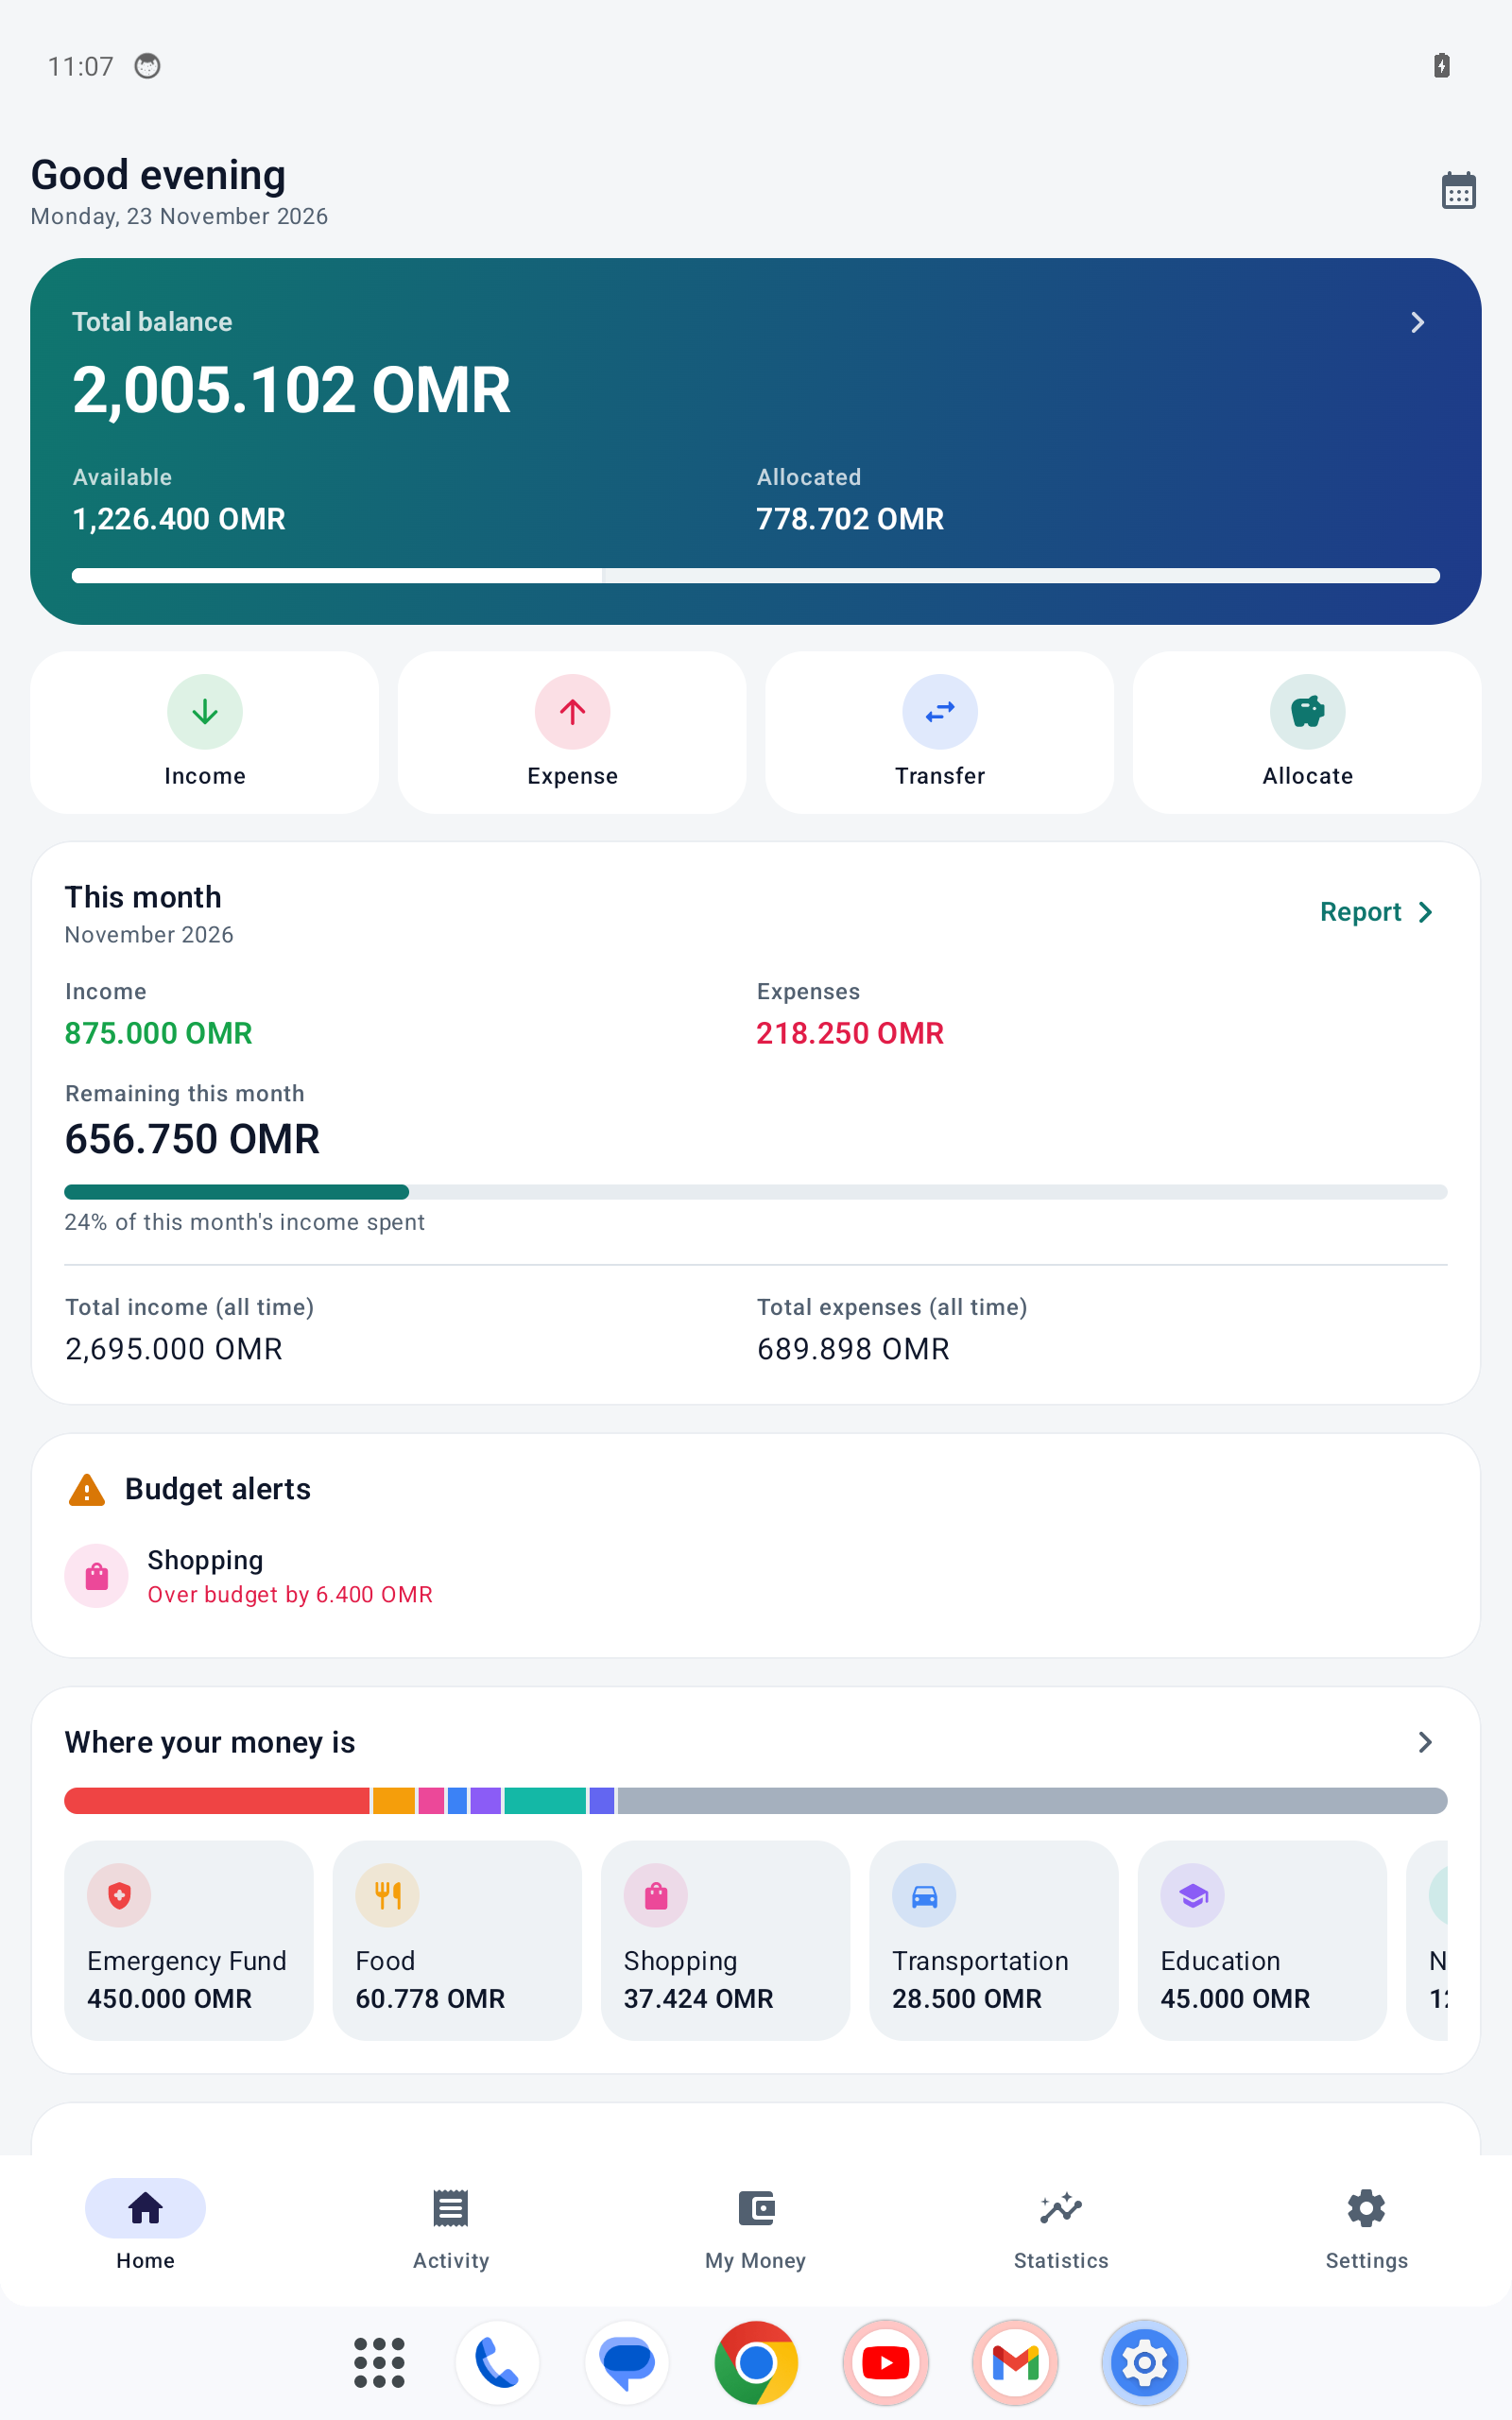 11:07
Good evening
Monday, 23 November 2026
Total balance
2,005.102 OMR
Available
Allocated
1,226.400 OMR
778.702 OMR
Income
Expense
Transfer
Allocate
This month
November 2026
Report
Income
Expenses
875.000 OMR
218.250 OMR
Remaining this month
656.750 OMR
24% of this month's income spent
Total income (all time)
Total expenses (all time)
2,695.000 OMR
689.898 OMR
Budget alerts
Shopping
Over budget by 6.400 OMR
Where your money is
Emergency Fund
450.000 OMR
Food
60.778 OMR
Shopping
37.424 OMR
Transportation
28.500 OMR
Education
45.000 OMR
Home
Activity
My Money
Statistics
Settings